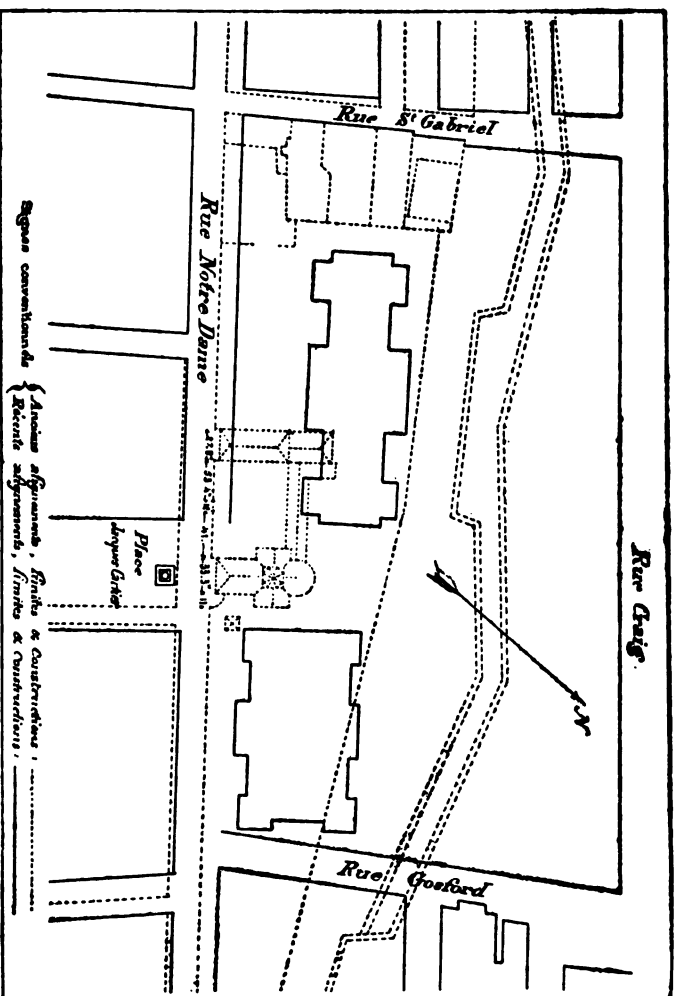 Rue St Gabriel
Rue Notre Dame
Rue Craig.
N
Place
Jacques Cartier
Rue Gosford
Signes conventionnels
Anciens alignements, limites & Constructions :
Récents alignements, limites & Constructions :